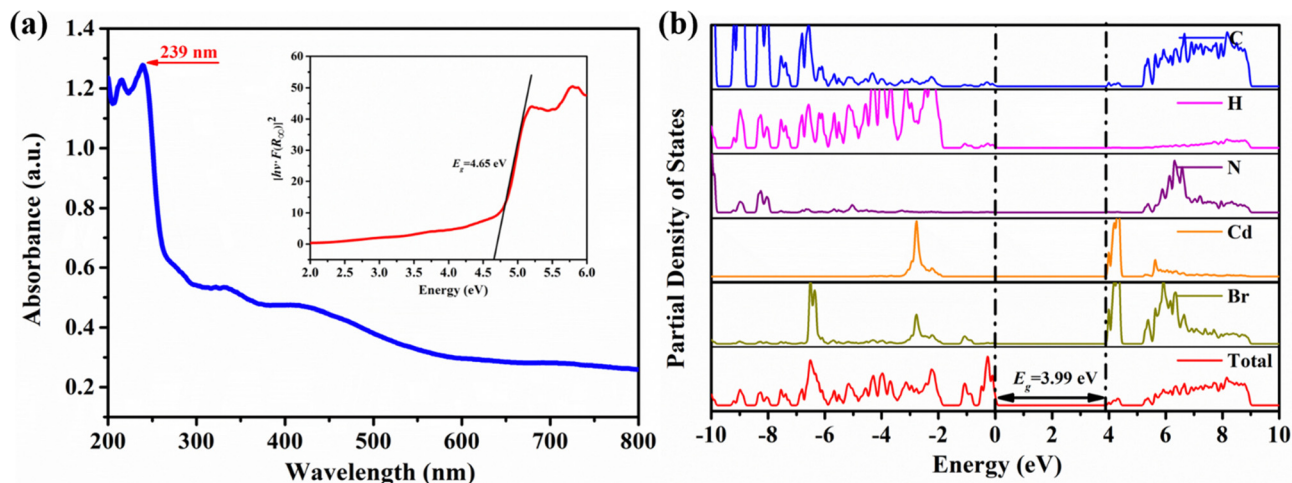 (a)
1.4
1.2
1.0
0.8
0.6
0.4
0.2
Absorbance (a.u.)
239 nm
60
50
40
30
20
10
0
|hν·F(R∞)|²
Eg=4.65 eV
2.0 2.5 3.0 3.5 4.0 4.5 5.0 5.5 6.0
Energy (eV)
200 300 400 500 600 700 800
Wavelength (nm)
(b)
Partial Density of States
C
H
N
Cd
Br
Total
Eg=3.99 eV
-10 -8 -6 -4 -2 0 2 4 6 8 10
Energy (eV)